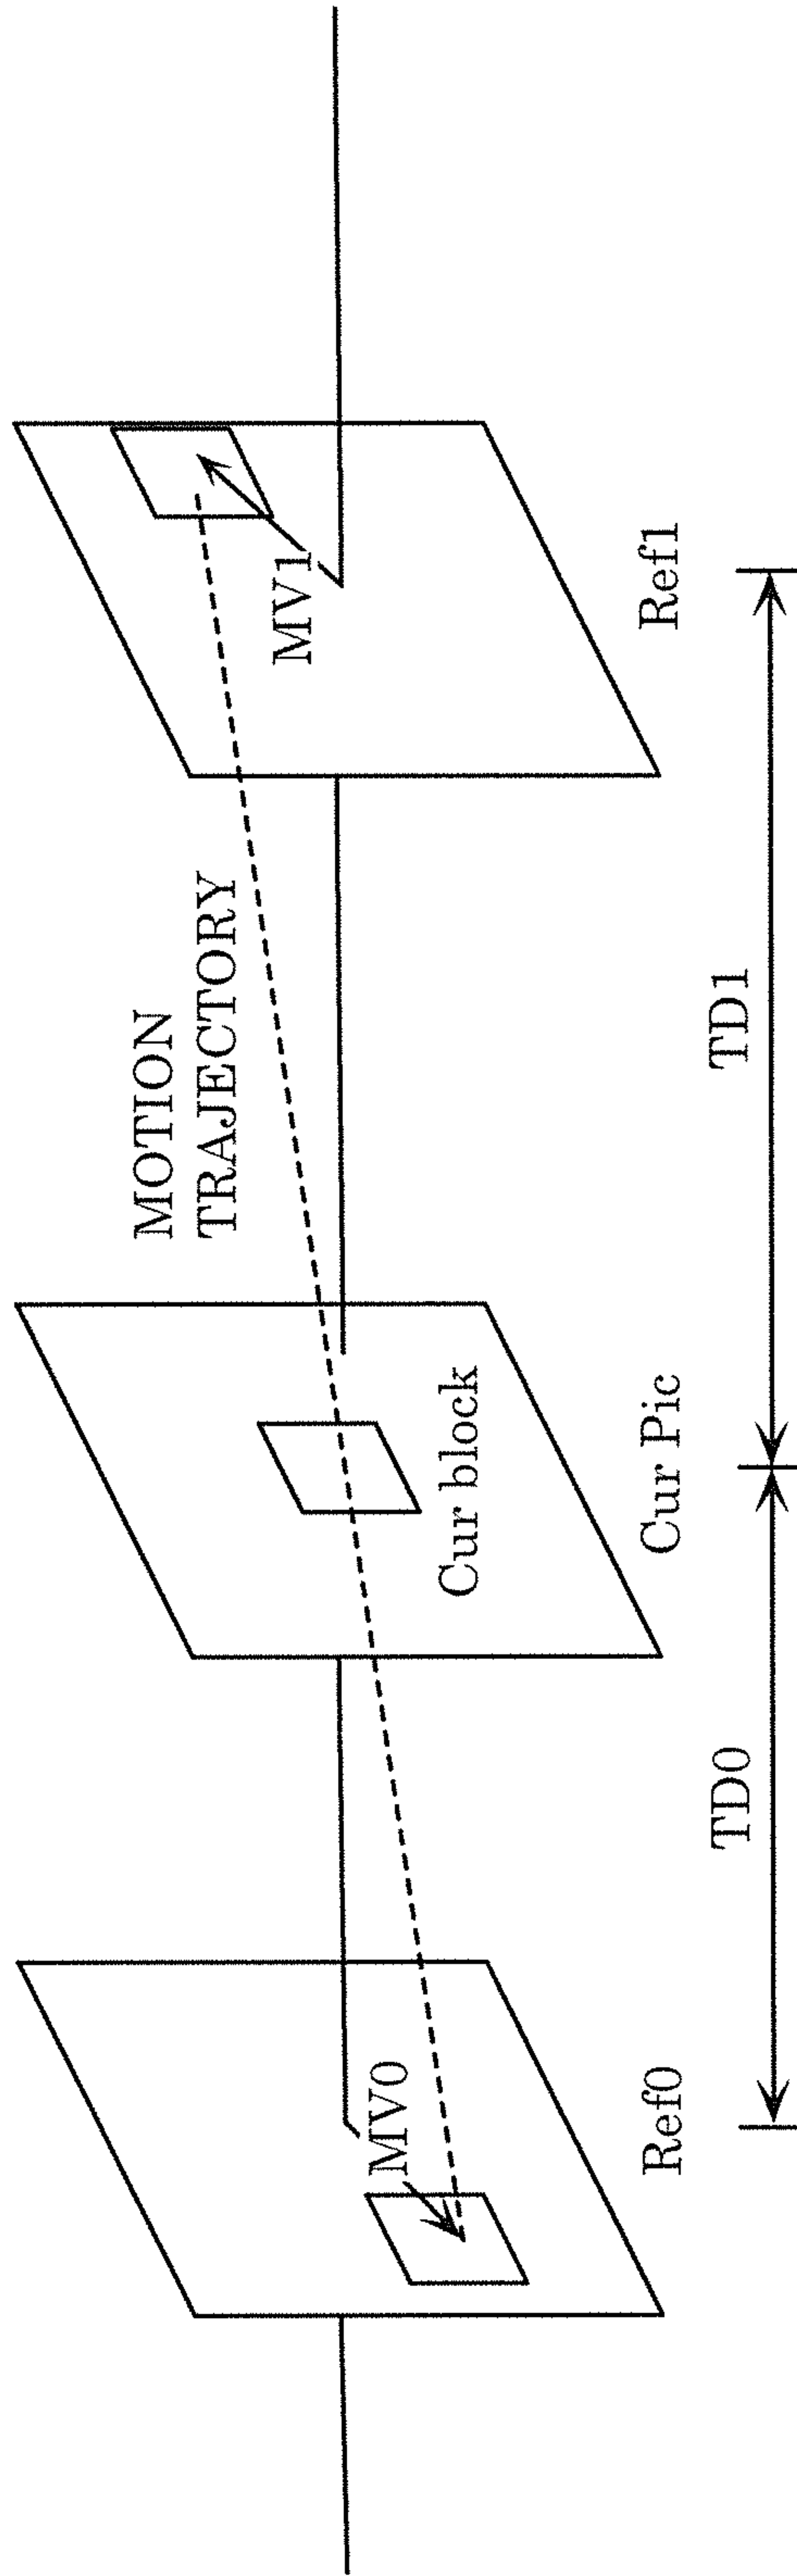 MOTION
TRAJECTORY
MV0
MV1
Cur block
Ref0
Cur Pic
Ref1
TD0
TD1